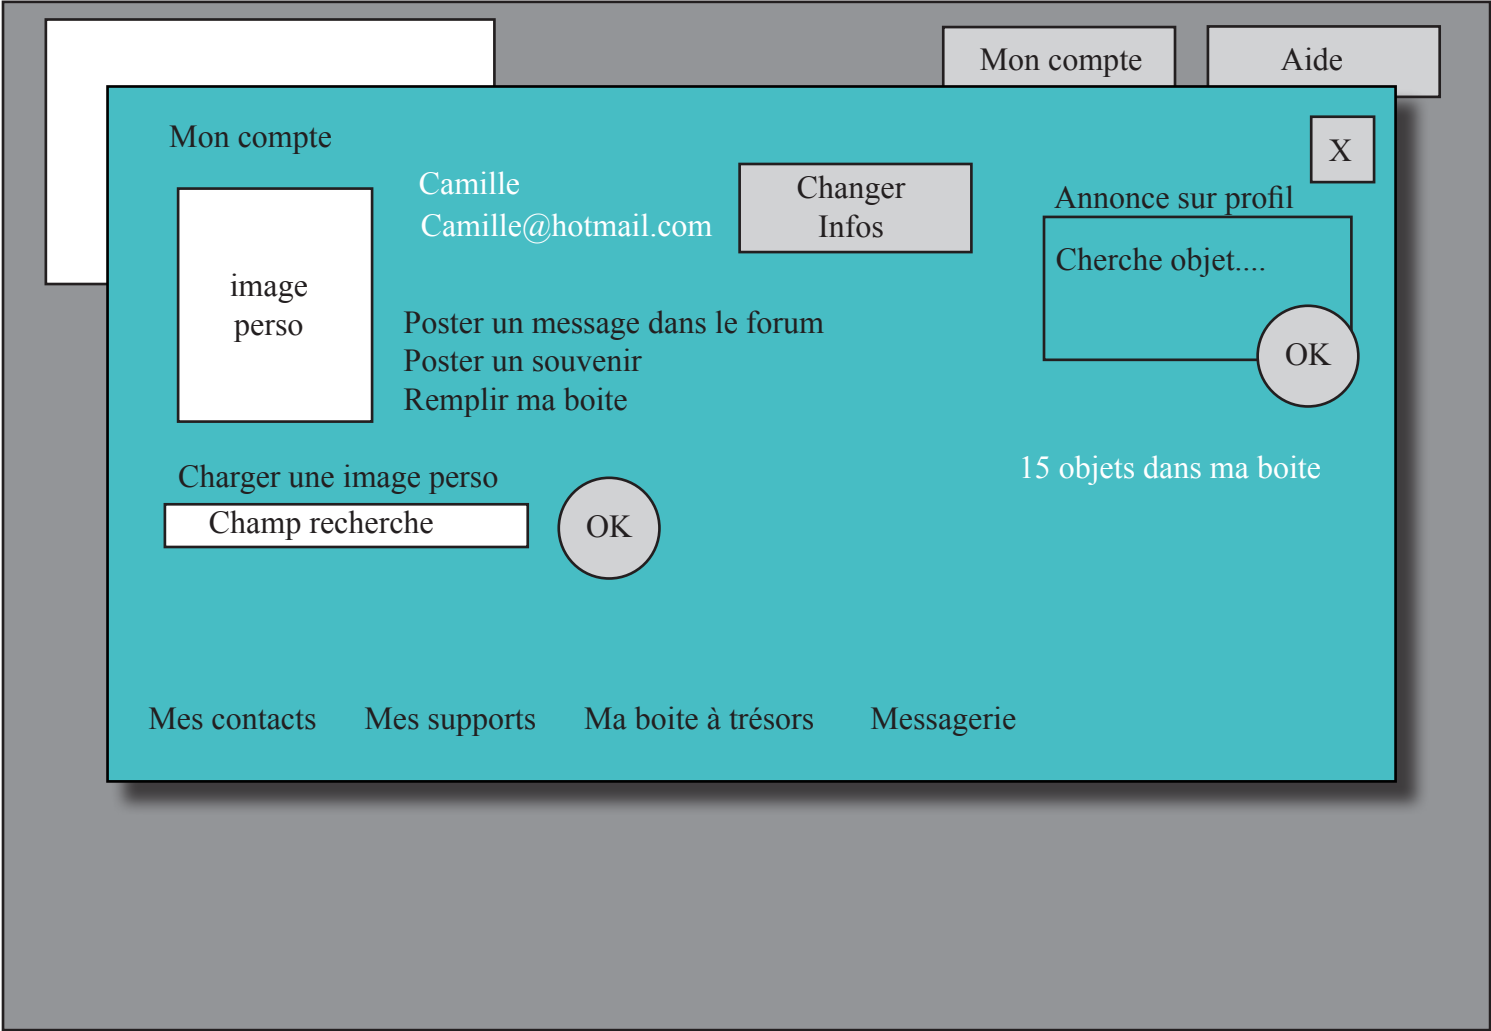 Mon compte
Aide
Mon compte
X
Camille
Camille@hotmail.com
Changer
Infos
Annonce sur profil
Cherche objet....
OK
image
perso
Poster un message dans le forum
Poster un souvenir
Remplir ma boite
15 objets dans ma boite
Charger une image perso
Champ recherche
OK
Mes contacts
Mes supports
Ma boite à trésors
Messagerie